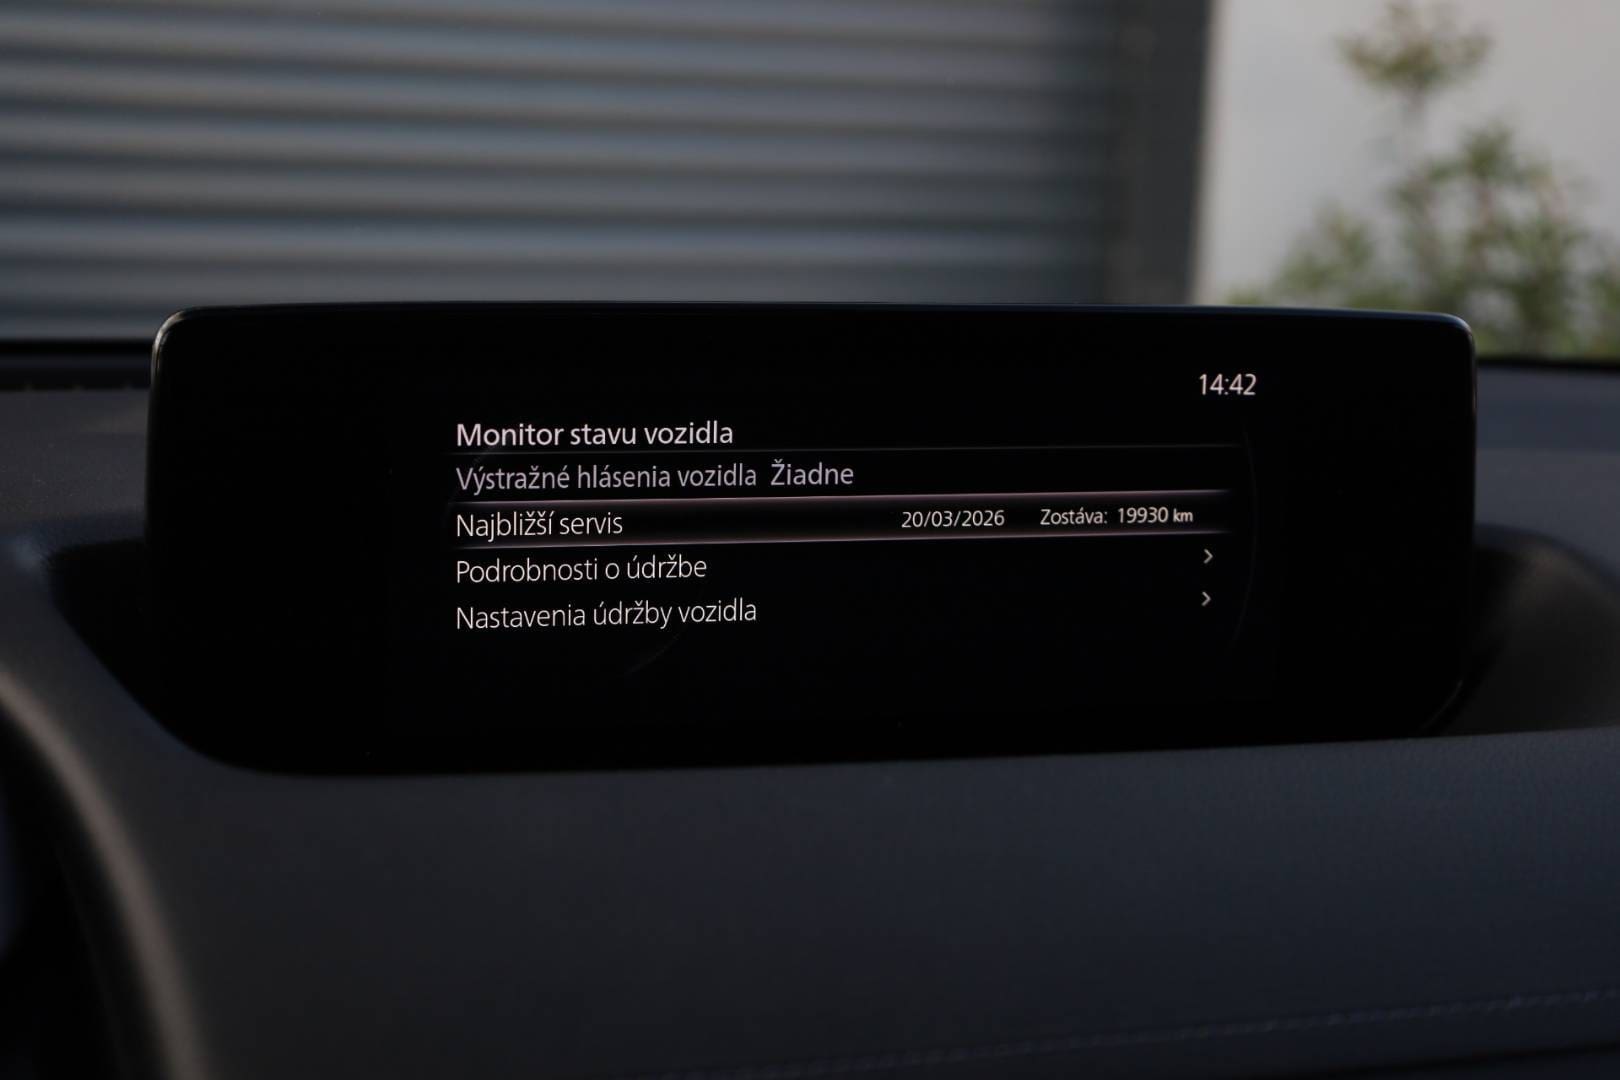 14:42
Monitor stavu vozidla
Výstražné hlásenia vozidla Žiadne
Najbližší servis 20/03/2026 Zostáva: 19930 km
Podrobnosti o údržbe
Nastavenia údržby vozidla